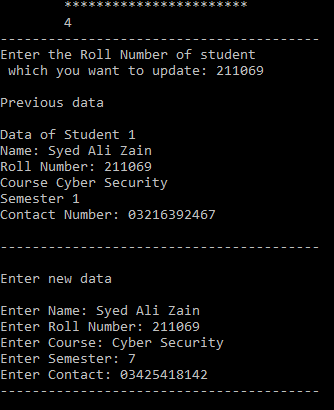 ***********************
4
----------------------------------------
Enter the Roll Number of student
which you want to update: 211069
Previous data
Data of Student 1
Name: Syed Ali Zain
Roll Number: 211069
Course Cyber Security
Semester 1
Contact Number: 03216392467
----------------------------------------
Enter new data
Enter Name: Syed Ali Zain
Enter Roll Number: 211069
Enter Course: Cyber Security
Enter Semester: 7
Enter Contact: 03425418142
----------------------------------------